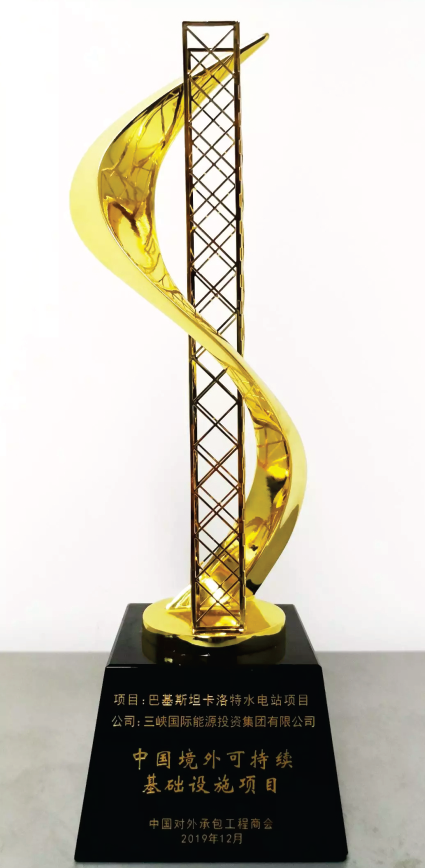 项目:巴基斯坦卡洛特水电站项目
公司:三峡国际能源投资集团有限公司
中国境外可持续
基础设施项目
中国对外承包工程商会
2019年12月